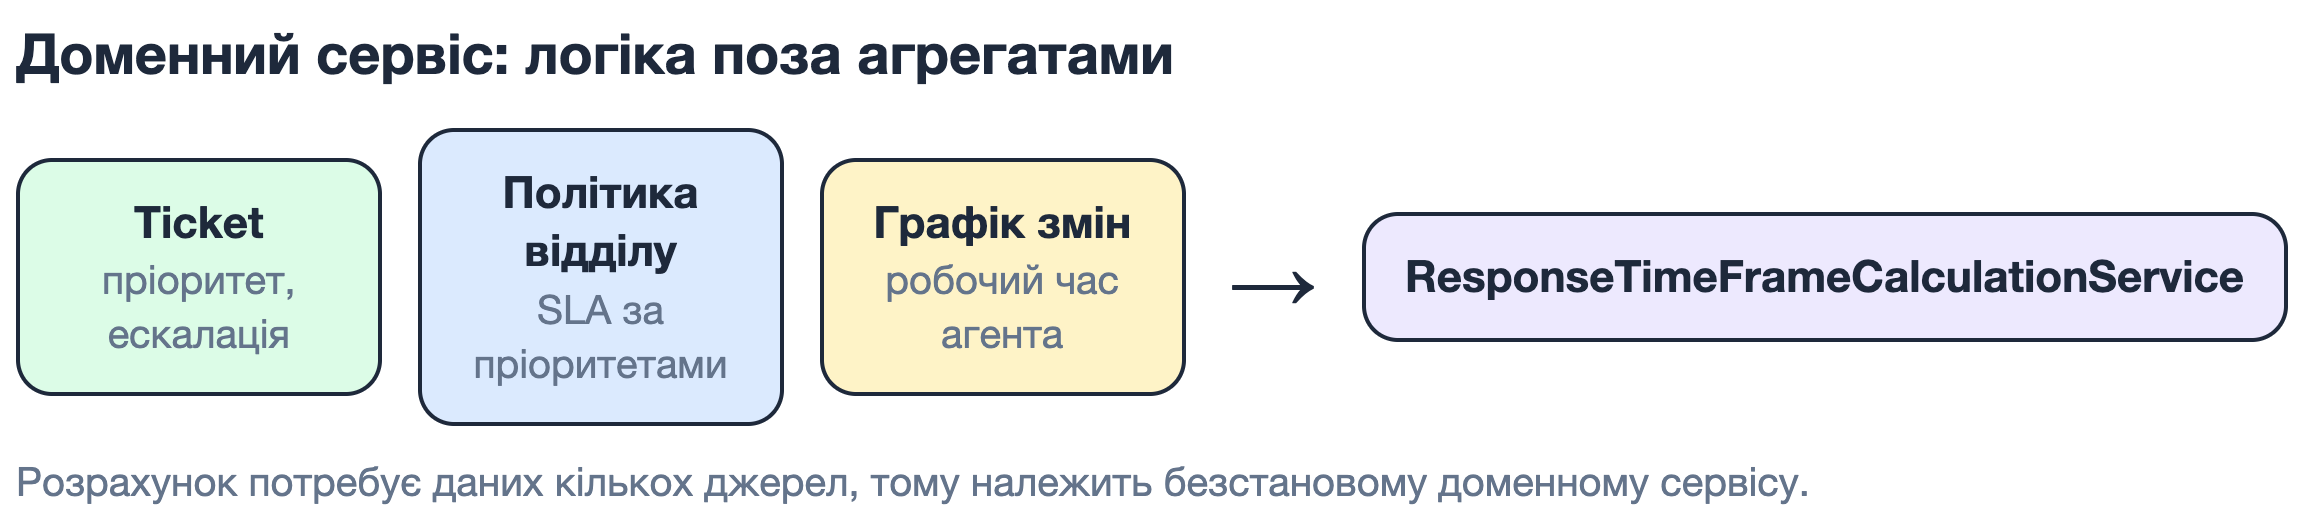 Доменний сервіс: логіка поза агрегатами
Ticket
пріоритет,
ескалація
Політика
відділу
SLA за
пріоритетами
Графік змін
робочий час
агента
→
ResponseTimeFrameCalculationService
Розрахунок потребує даних кількох джерел, тому належить безстановому доменному сервісу.